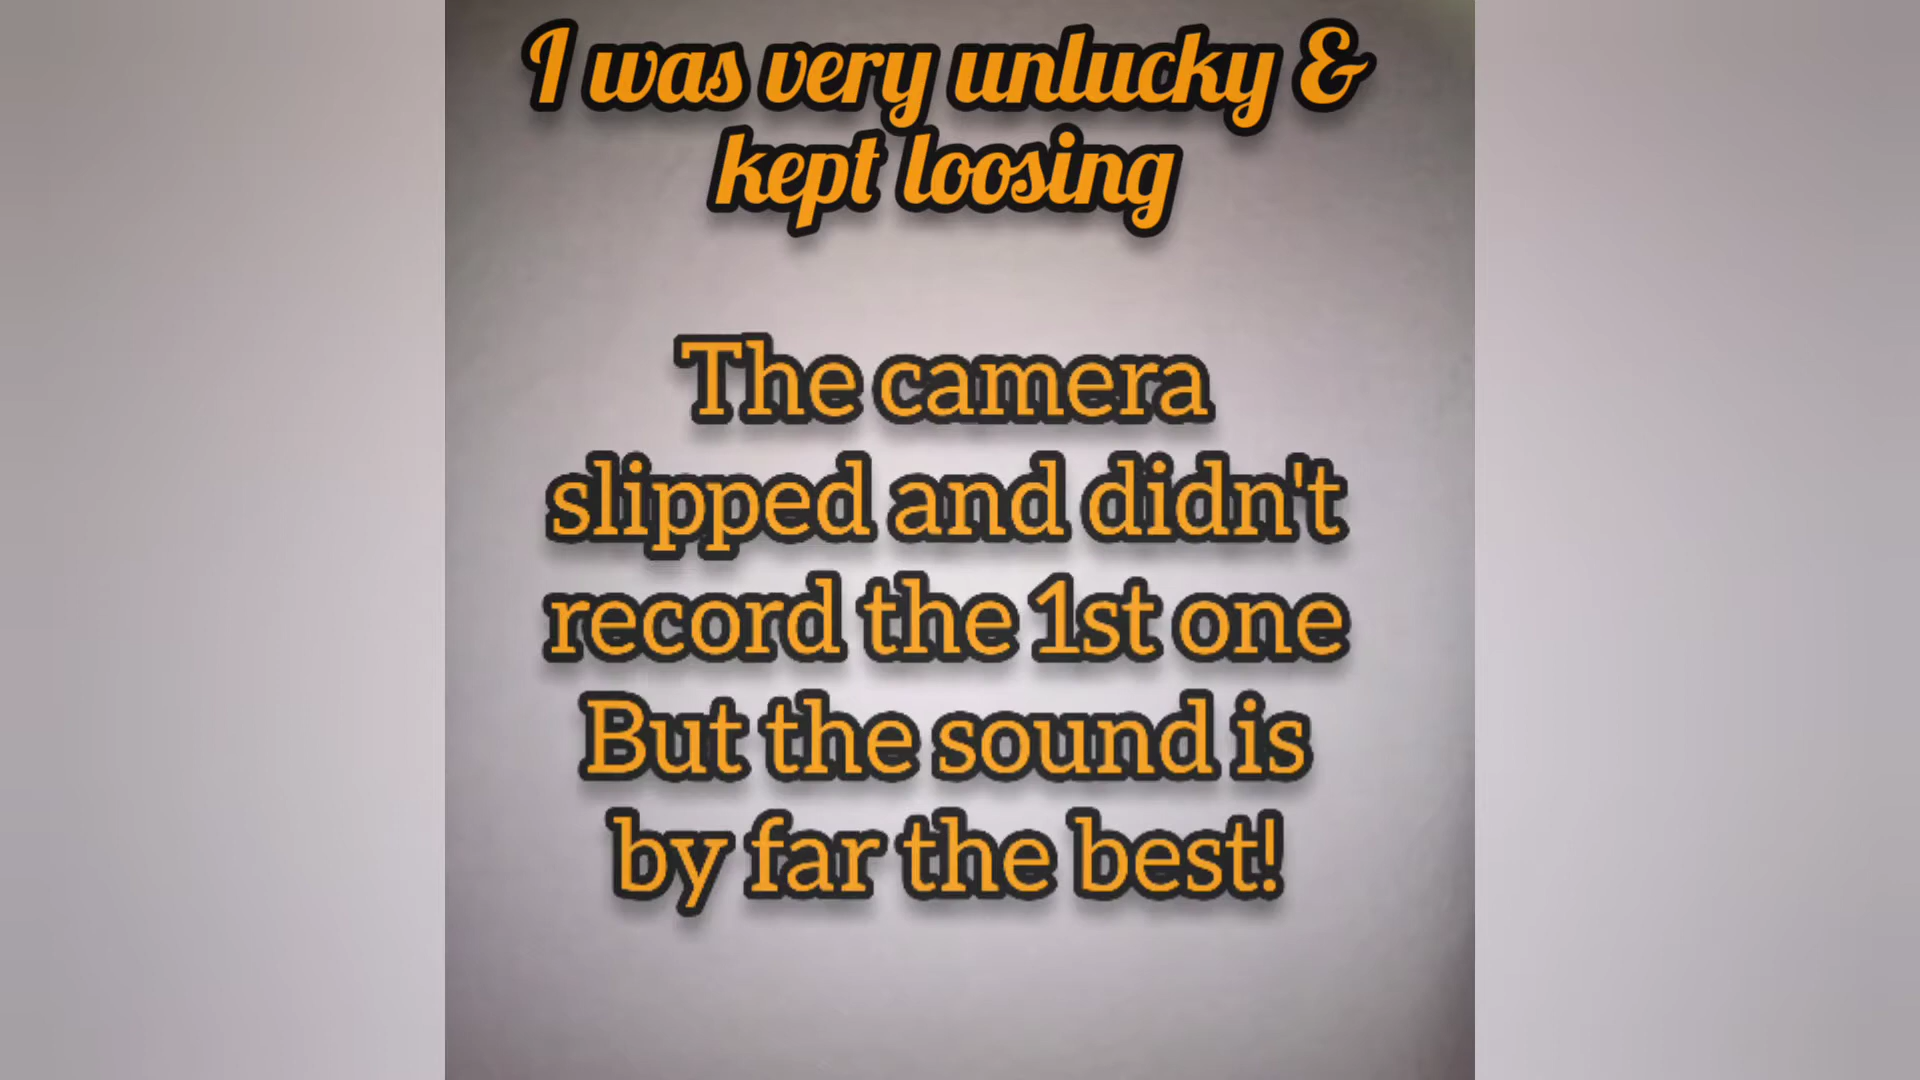 I was very unlucky &
kept loosing
The camera
slipped and didn't
record the 1st one
But the sound is
by far the best!